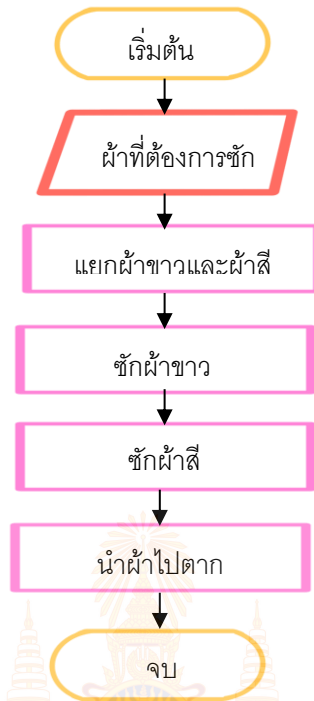 เริ่มต้น
ผ้าที่ต้องการซัก
แยกผ้าขาวและผ้าสี
ซักผ้าขาว
ซักผ้าสี
นำผ้าไปตาก
จบ